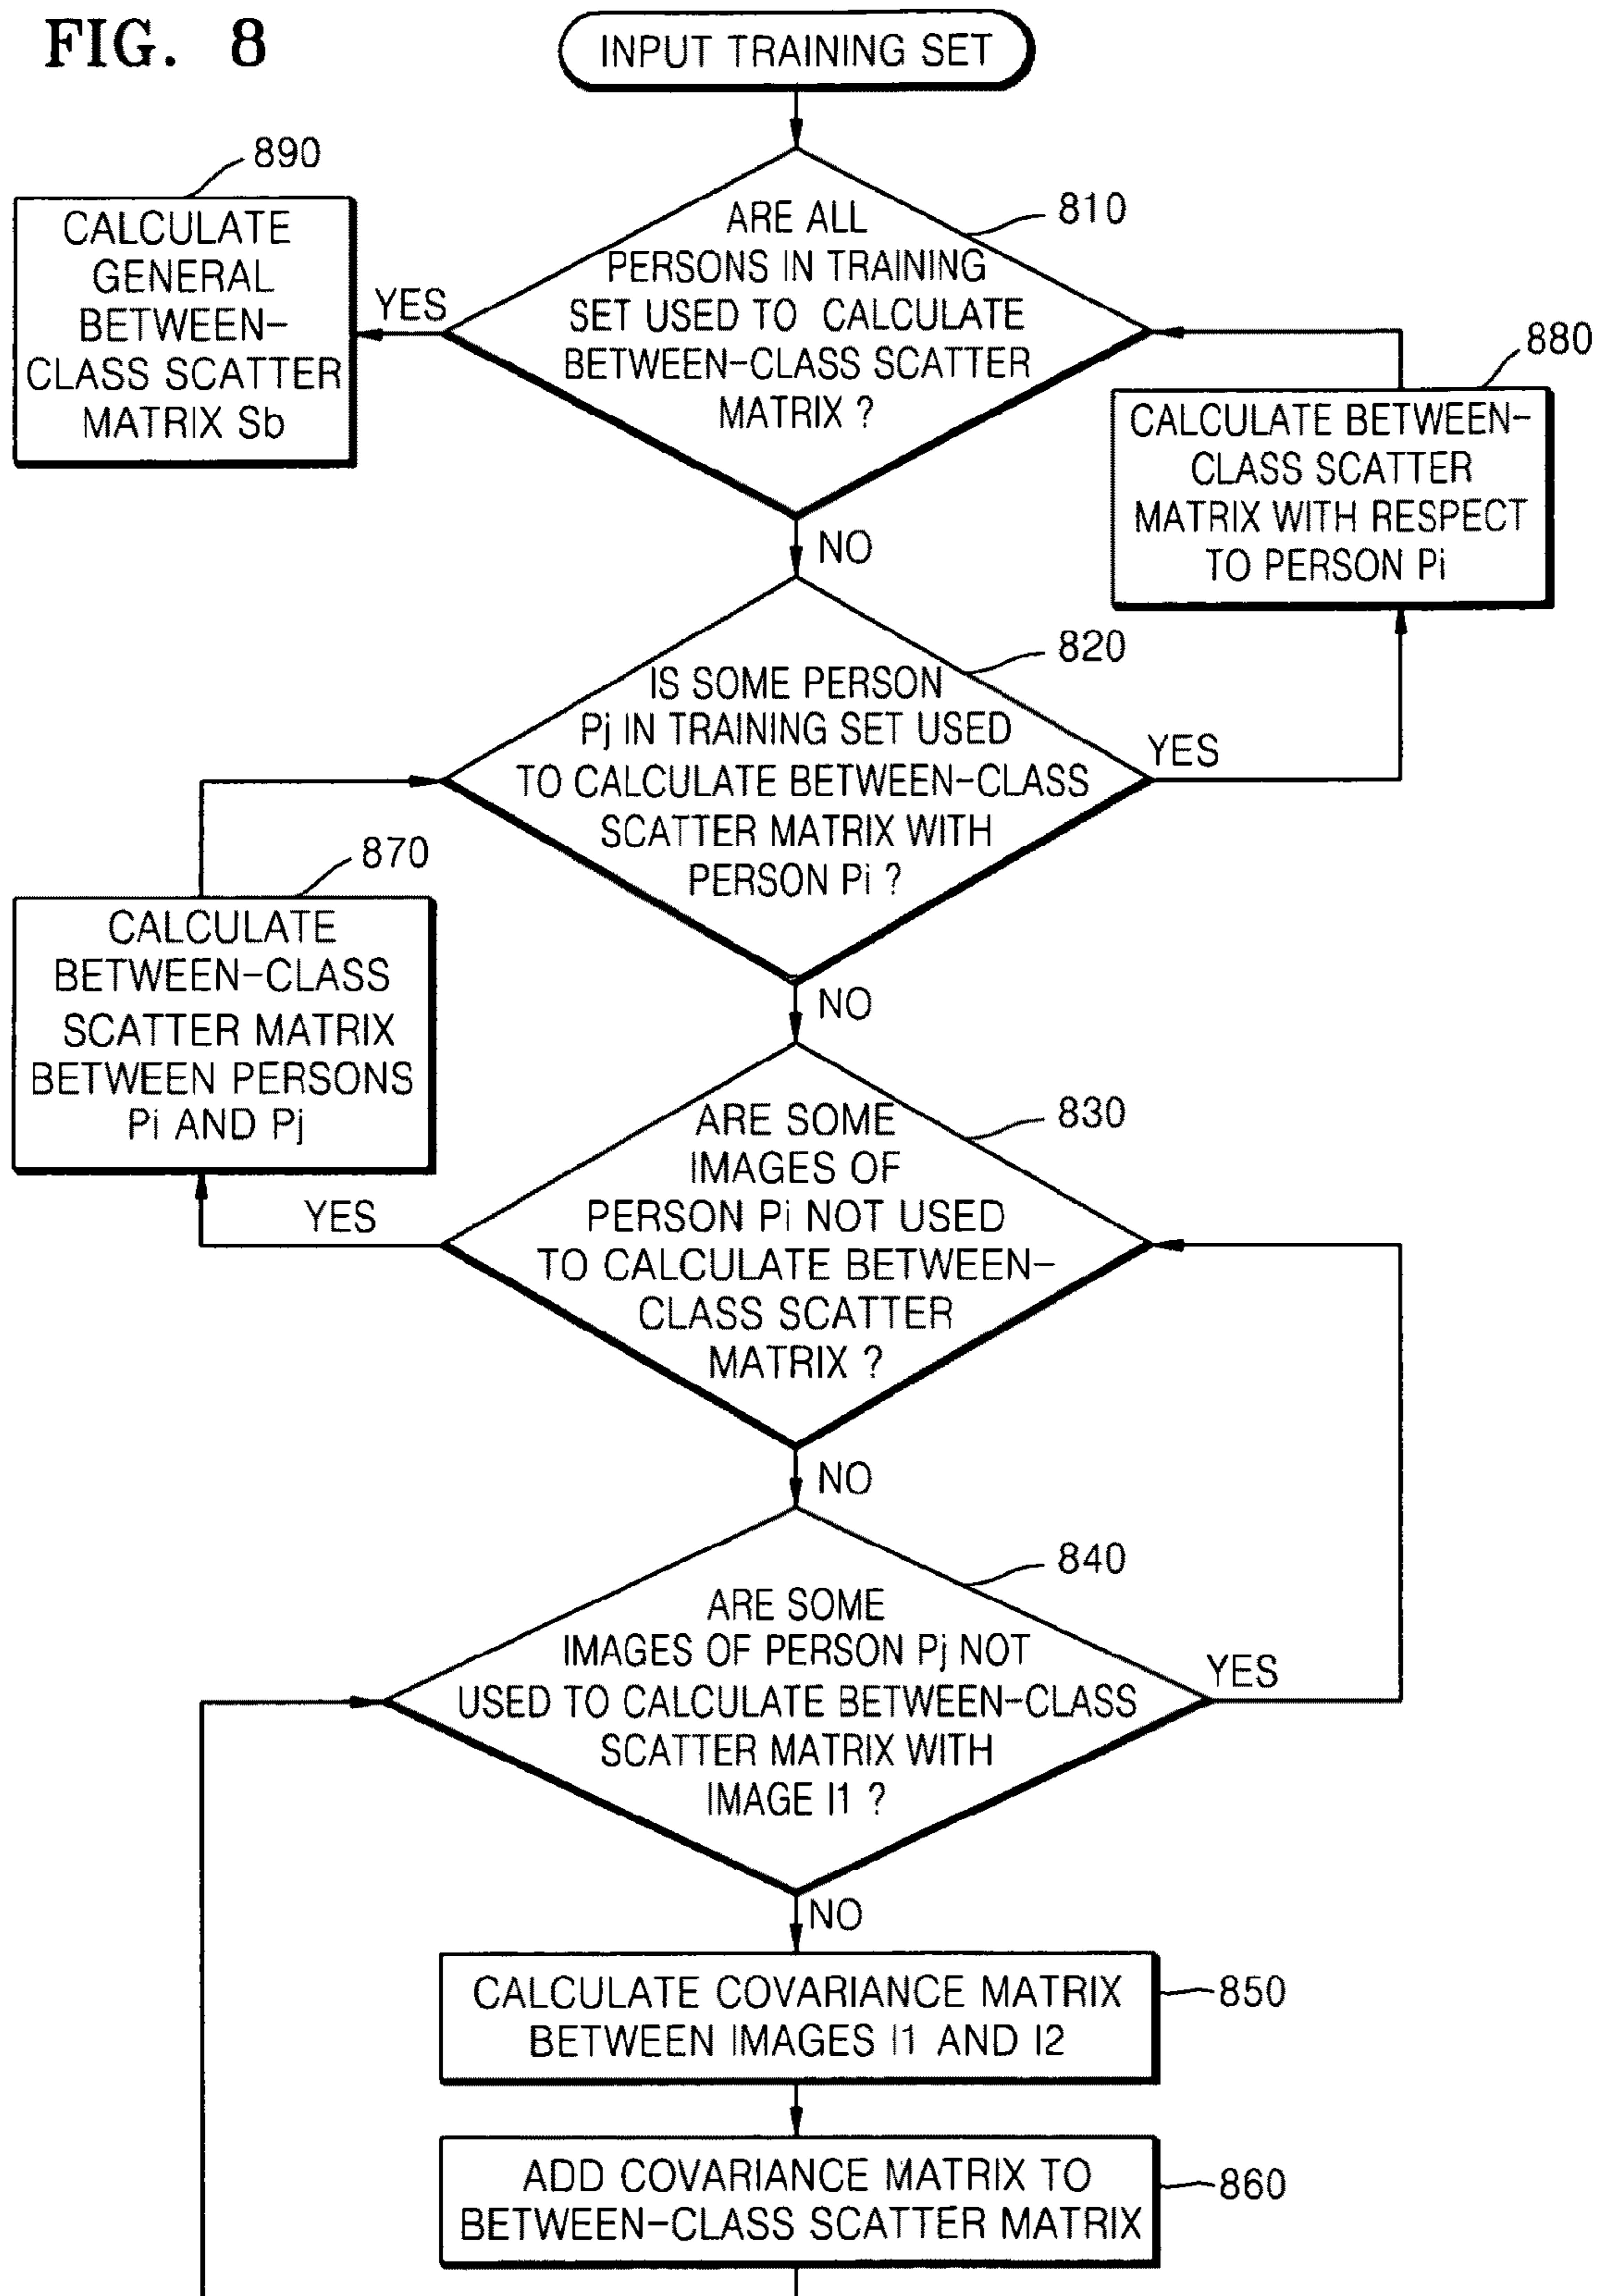 FIG. 8
INPUT TRAINING SET
890
CALCULATE
GENERAL
BETWEEN-
CLASS SCATTER
MATRIX Sb
YES
ARE ALL
PERSONS IN TRAINING
SET USED TO CALCULATE
BETWEEN-CLASS SCATTER
MATRIX ?
810
880
CALCULATE BETWEEN-
CLASS SCATTER
MATRIX WITH RESPECT
TO PERSON Pi
NO
IS SOME PERSON
Pj IN TRAINING SET USED
TO CALCULATE BETWEEN-CLASS
SCATTER MATRIX WITH
PERSON Pi ?
820
YES
870
CALCULATE
BETWEEN-CLASS
SCATTER MATRIX
BETWEEN PERSONS
Pi AND Pj
NO
ARE SOME
IMAGES OF
PERSON Pi NOT USED
TO CALCULATE BETWEEN-
CLASS SCATTER
MATRIX ?
830
YES
NO
ARE SOME
IMAGES OF PERSON Pj NOT
USED TO CALCULATE BETWEEN-CLASS
SCATTER MATRIX WITH
IMAGE I1 ?
840
YES
NO
CALCULATE COVARIANCE MATRIX
BETWEEN IMAGES I1 AND I2
850
ADD COVARIANCE MATRIX TO
BETWEEN-CLASS SCATTER MATRIX
860